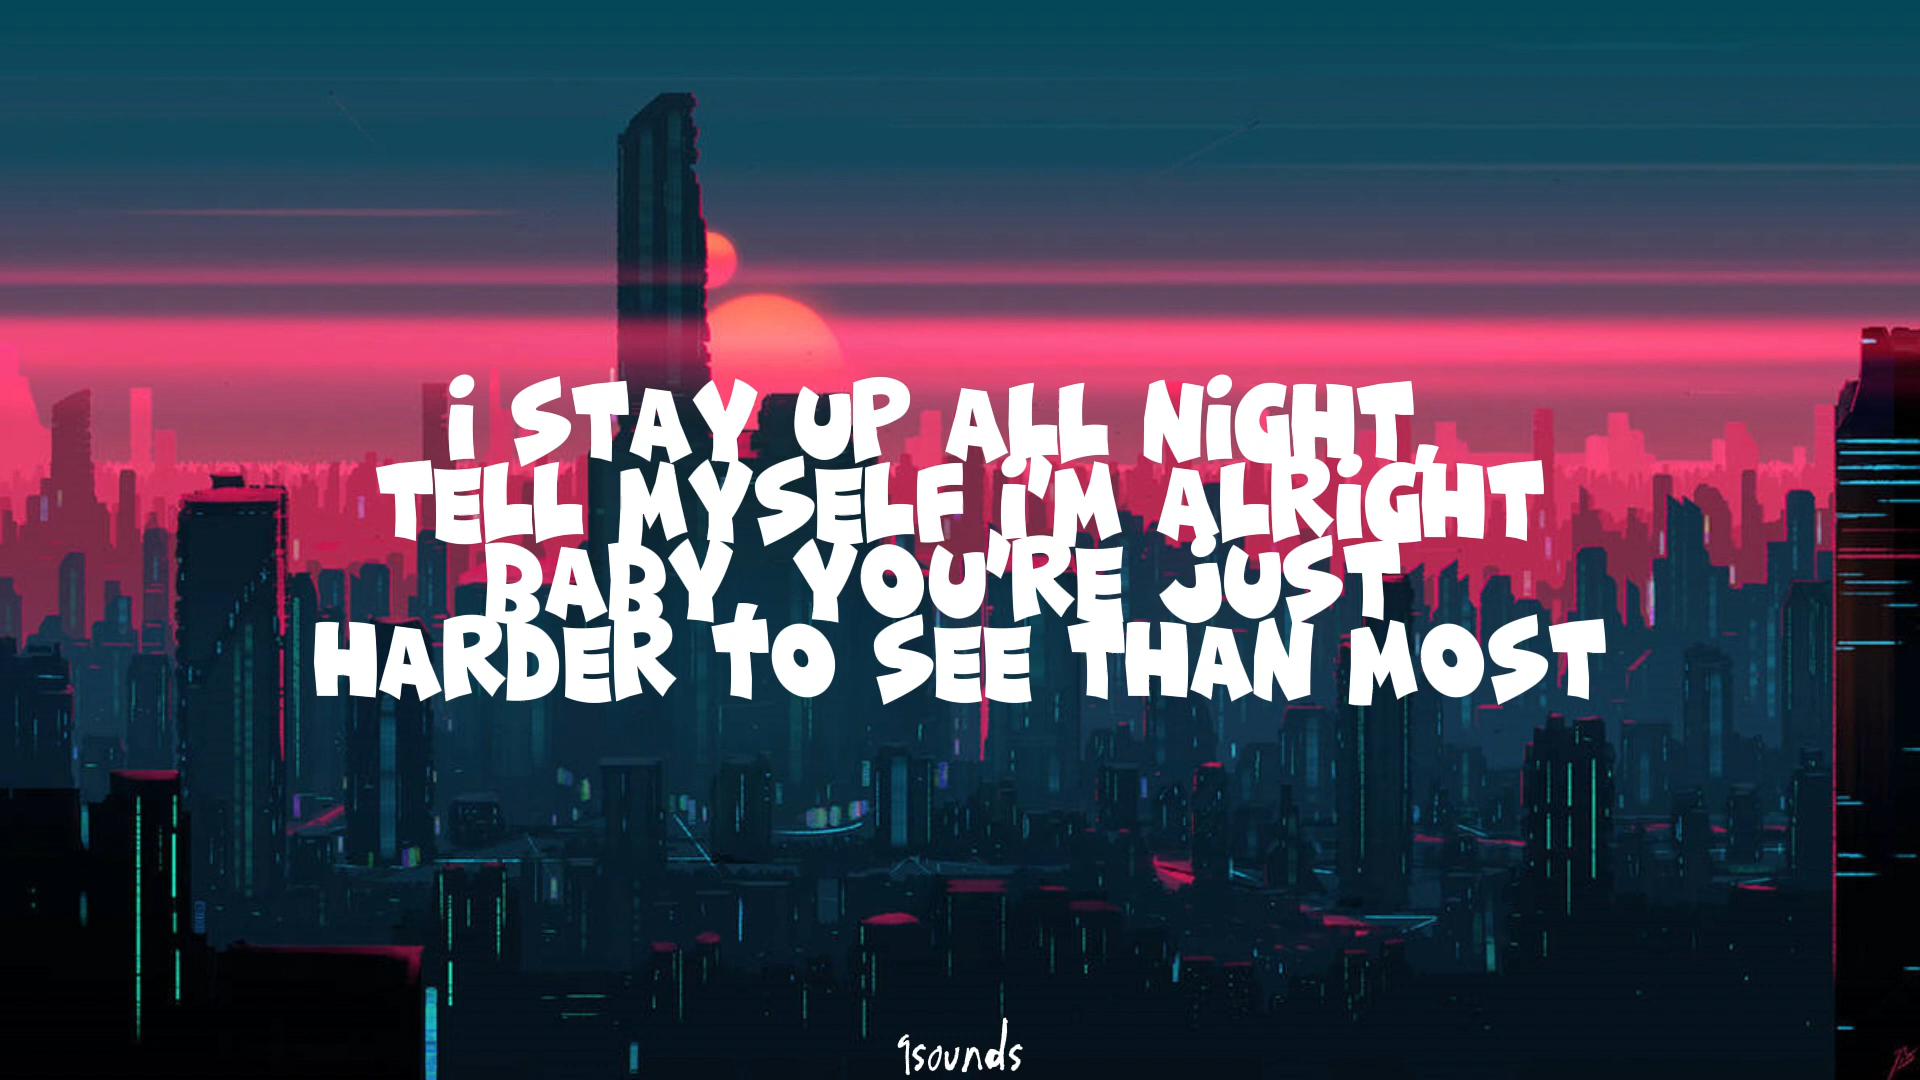 I STAY UP ALL NIGHT,
TELL MYSELF I'M ALRIGHT
BABY, YOU'RE JUST
HARDER TO SEE THAN MOST
9sounds